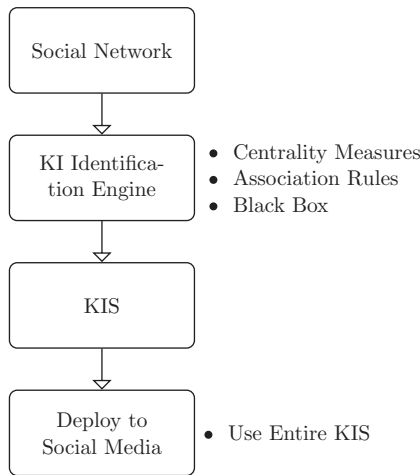 Social Network
KI Identifica-
tion Engine
• Centrality Measures
• Association Rules
• Black Box
KIS
Deploy to
Social Media
• Use Entire KIS